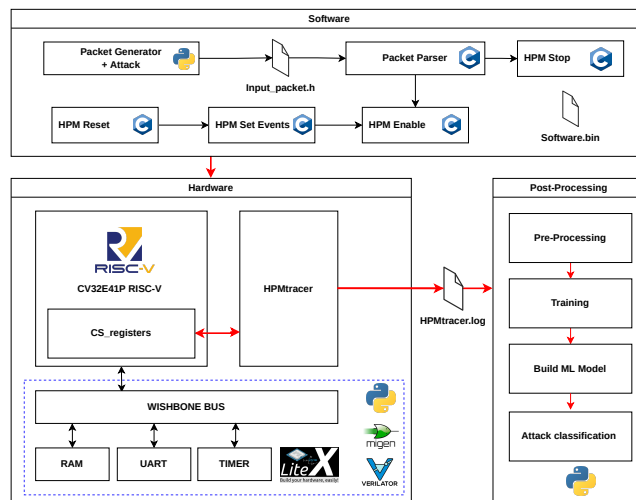 Software
Packet Generator
+ Attack
Input_packet.h
Packet Parser
HPM Stop
HPM Reset
HPM Set Events
HPM Enable
Software.bin
Hardware
RISC-V
CV32E41P RISC-V
CS_registers
HPMtracer
HPMtracer.log
WISHBONE BUS
RAM
UART
TIMER
LiteX
Build your hardware, easily!
migen
VERILATOR
Post-Processing
Pre-Processing
Training
Build ML Model
Attack classification